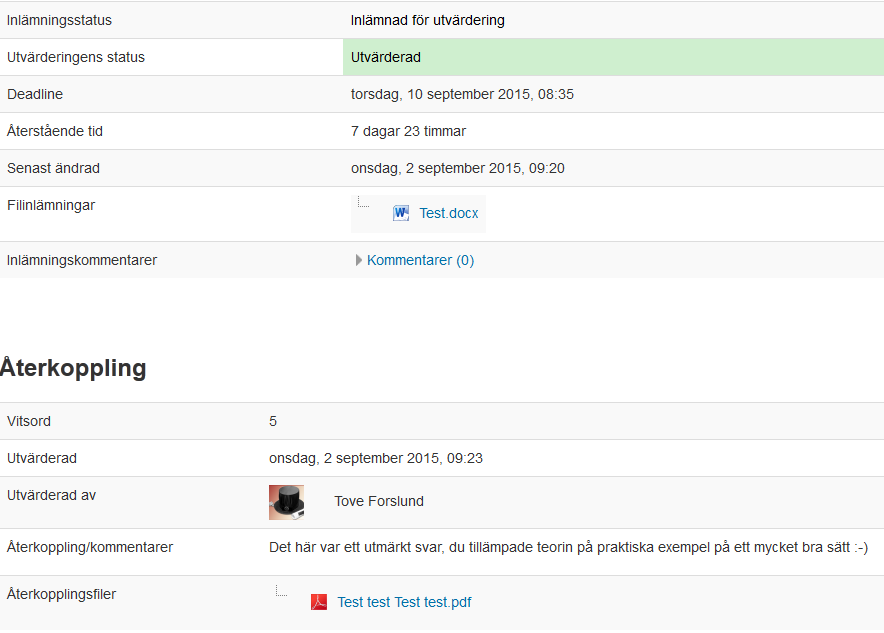 Inlämningsstatus Inlämnad för utvärdering
Utvärderingens status Utvärderad
Deadline torsdag, 10 september 2015, 08:35
Återstående tid 7 dagar 23 timmar
Senast ändrad onsdag, 2 september 2015, 09:20
Filinlämningar Test.docx
Inlämningskommentarer Kommentarer (0)
Återkoppling
Vitsord 5
Utvärderad onsdag, 2 september 2015, 09:23
Utvärderad av Tove Forslund
Återkoppling/kommentarer Det här var ett utmärkt svar, du tillämpade teorin på praktiska exempel på ett mycket bra sätt :-)
Återkopplingsfiler Test test Test test.pdf